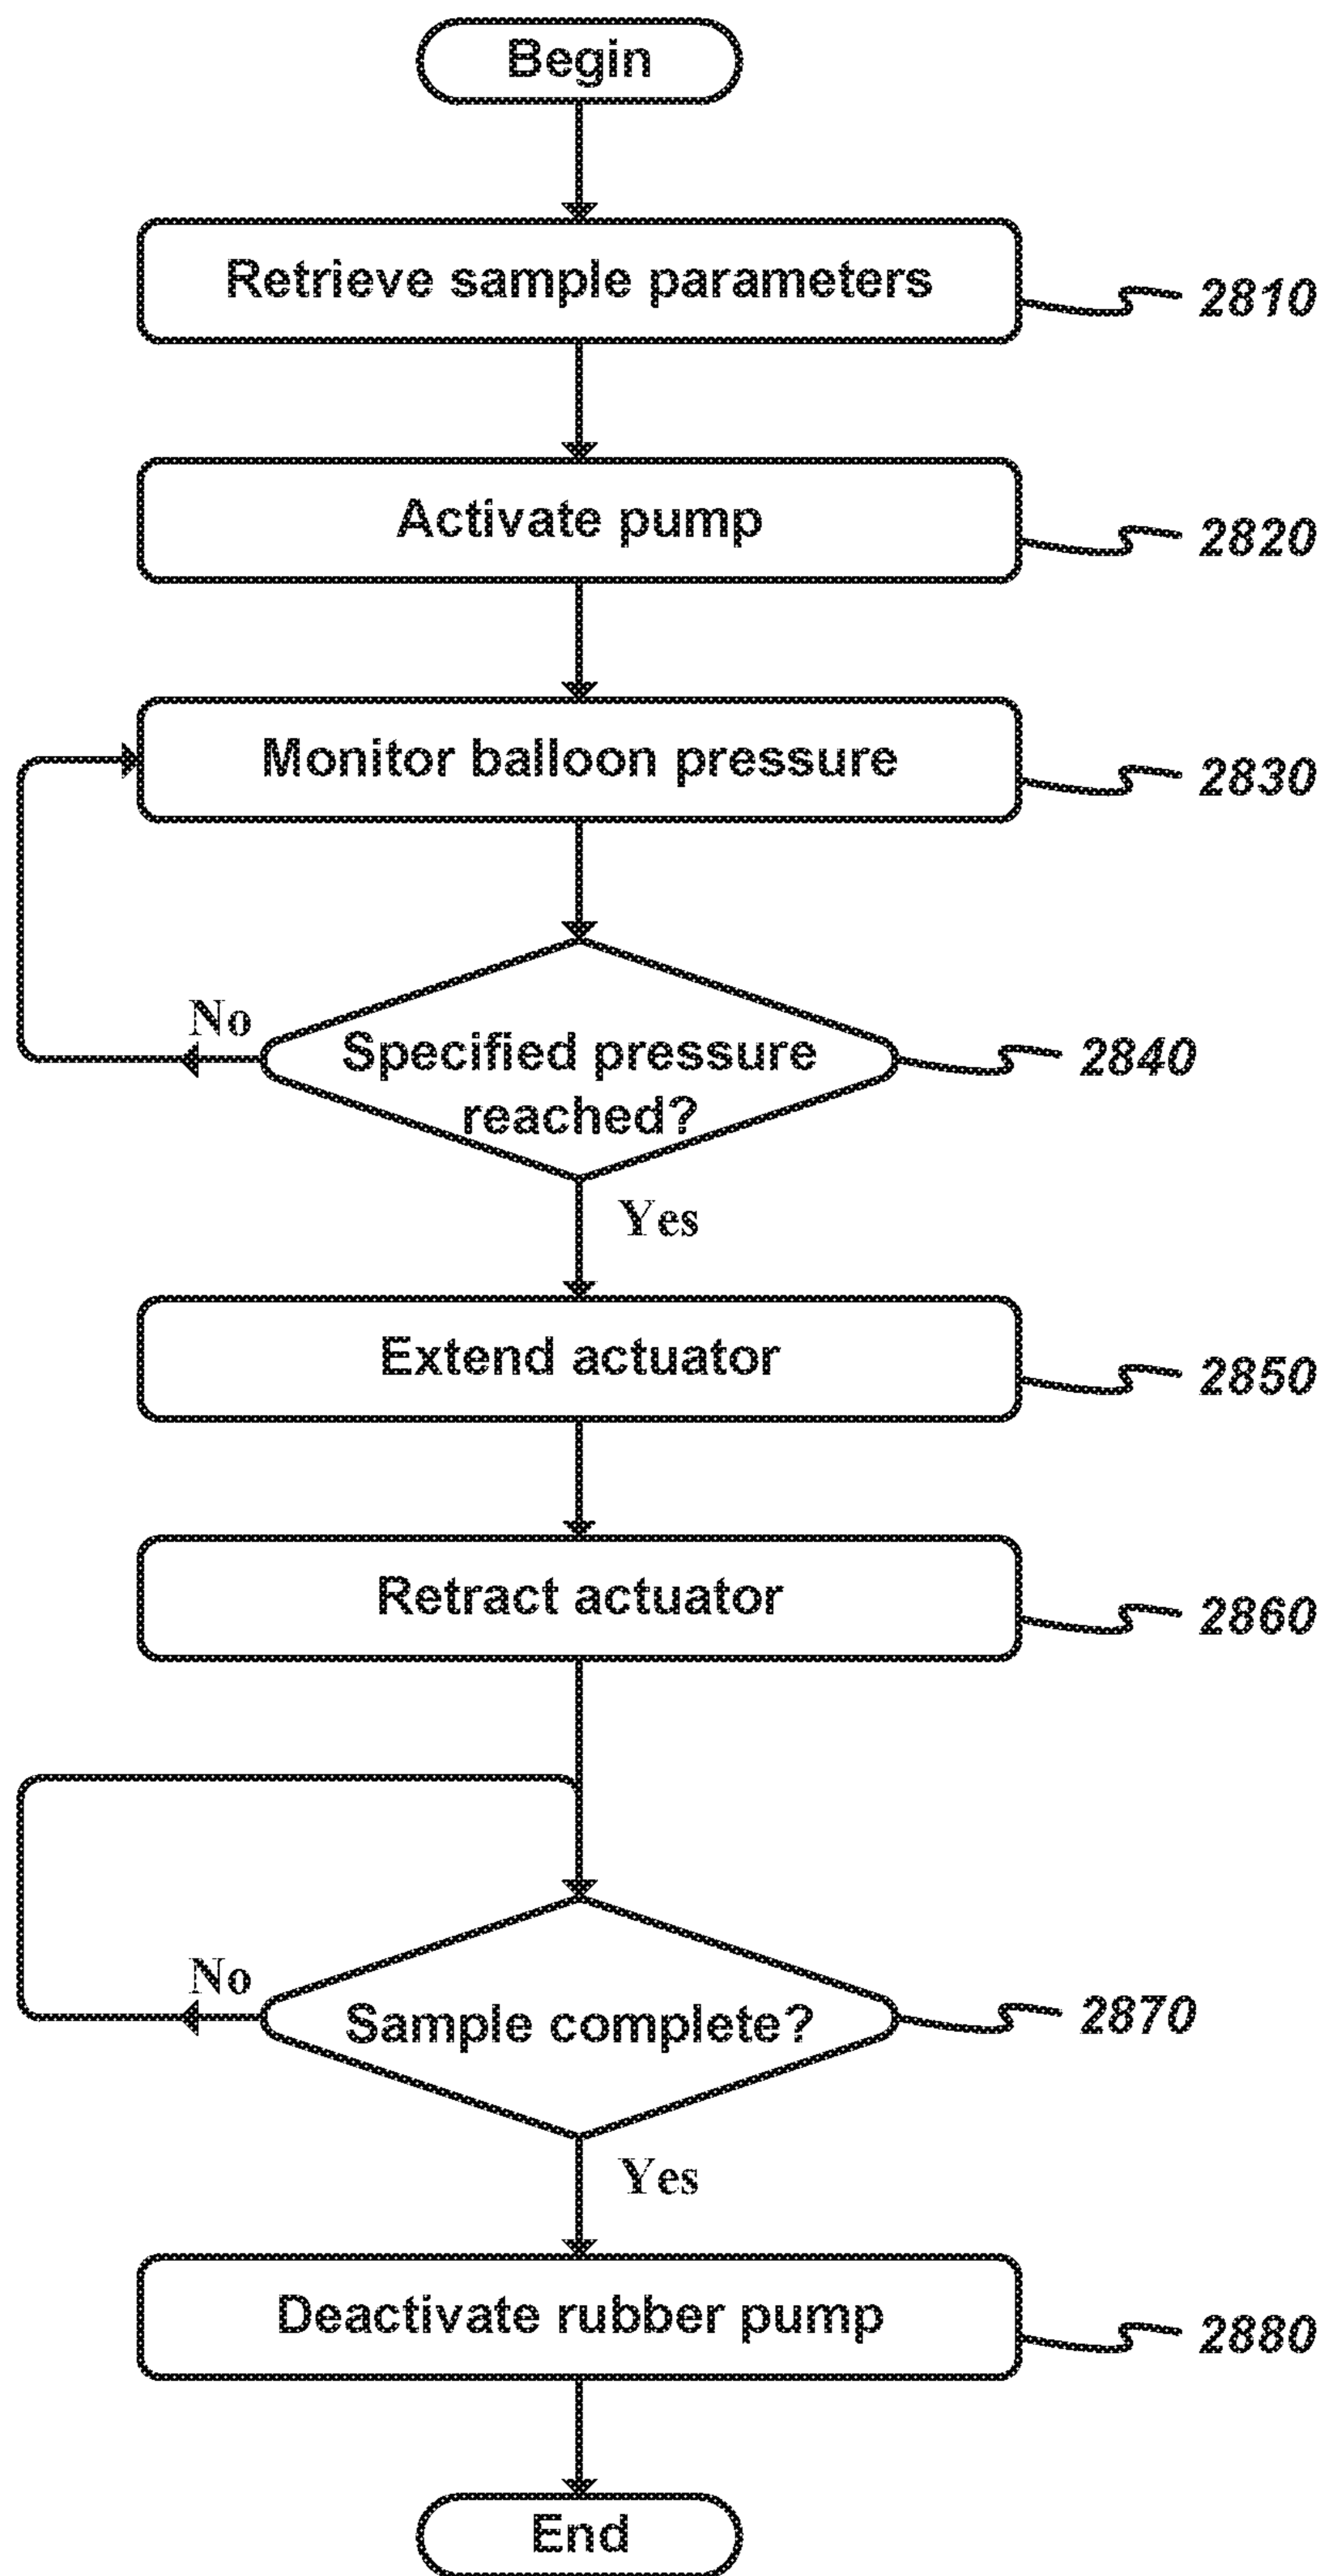 Begin
Retrieve sample parameters
2810
Activate pump
2820
Monitor balloon pressure
2830
No
Specified pressure
reached?
2840
Yes
Extend actuator
2850
Retract actuator
2860
No
Sample complete?
2870
Yes
Deactivate rubber pump
2880
End